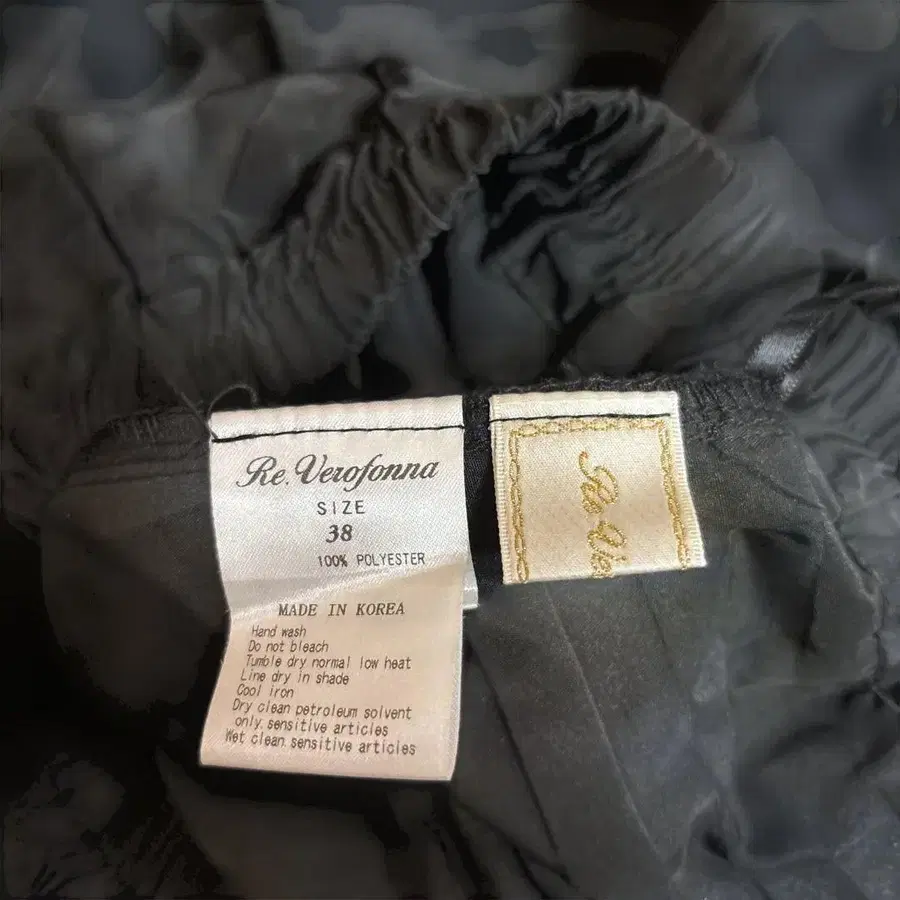 Re. Verofonna
SIZE
38
100% POLYESTER
MADE IN KOREA
Hand wash
Do not bleach
Tumble dry normal low heat
Line dry in shade
Cool iron
Dry clean petroleum solvent
only sensitive articles
Wet clean sensitive articles
Re